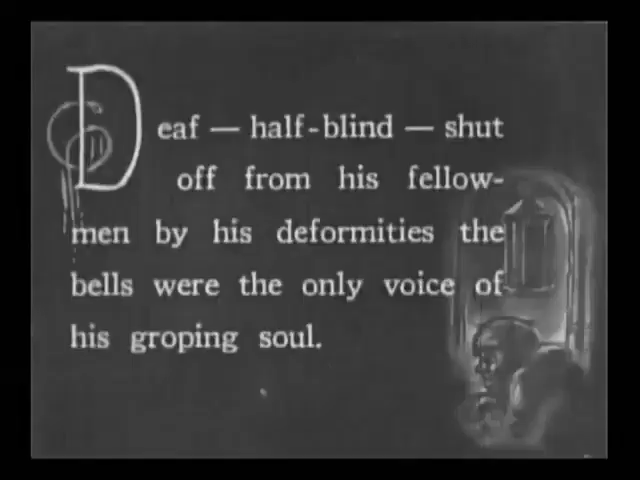 Deaf — half-blind — shut
off from his fellow-
men by his deformities the
bells were the only voice of
his groping soul.